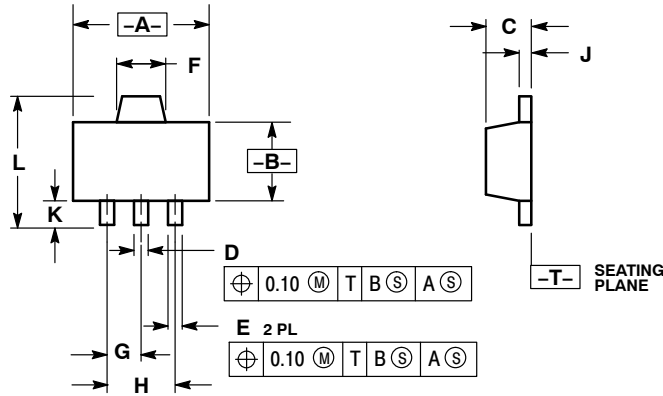 –A–
C
F
J
L
–B–
K
D
⌖ 0.10 Ⓜ T B Ⓢ A Ⓢ
–T– SEATING
PLANE
E 2 PL
G
⌖ 0.10 Ⓜ T B Ⓢ A Ⓢ
H